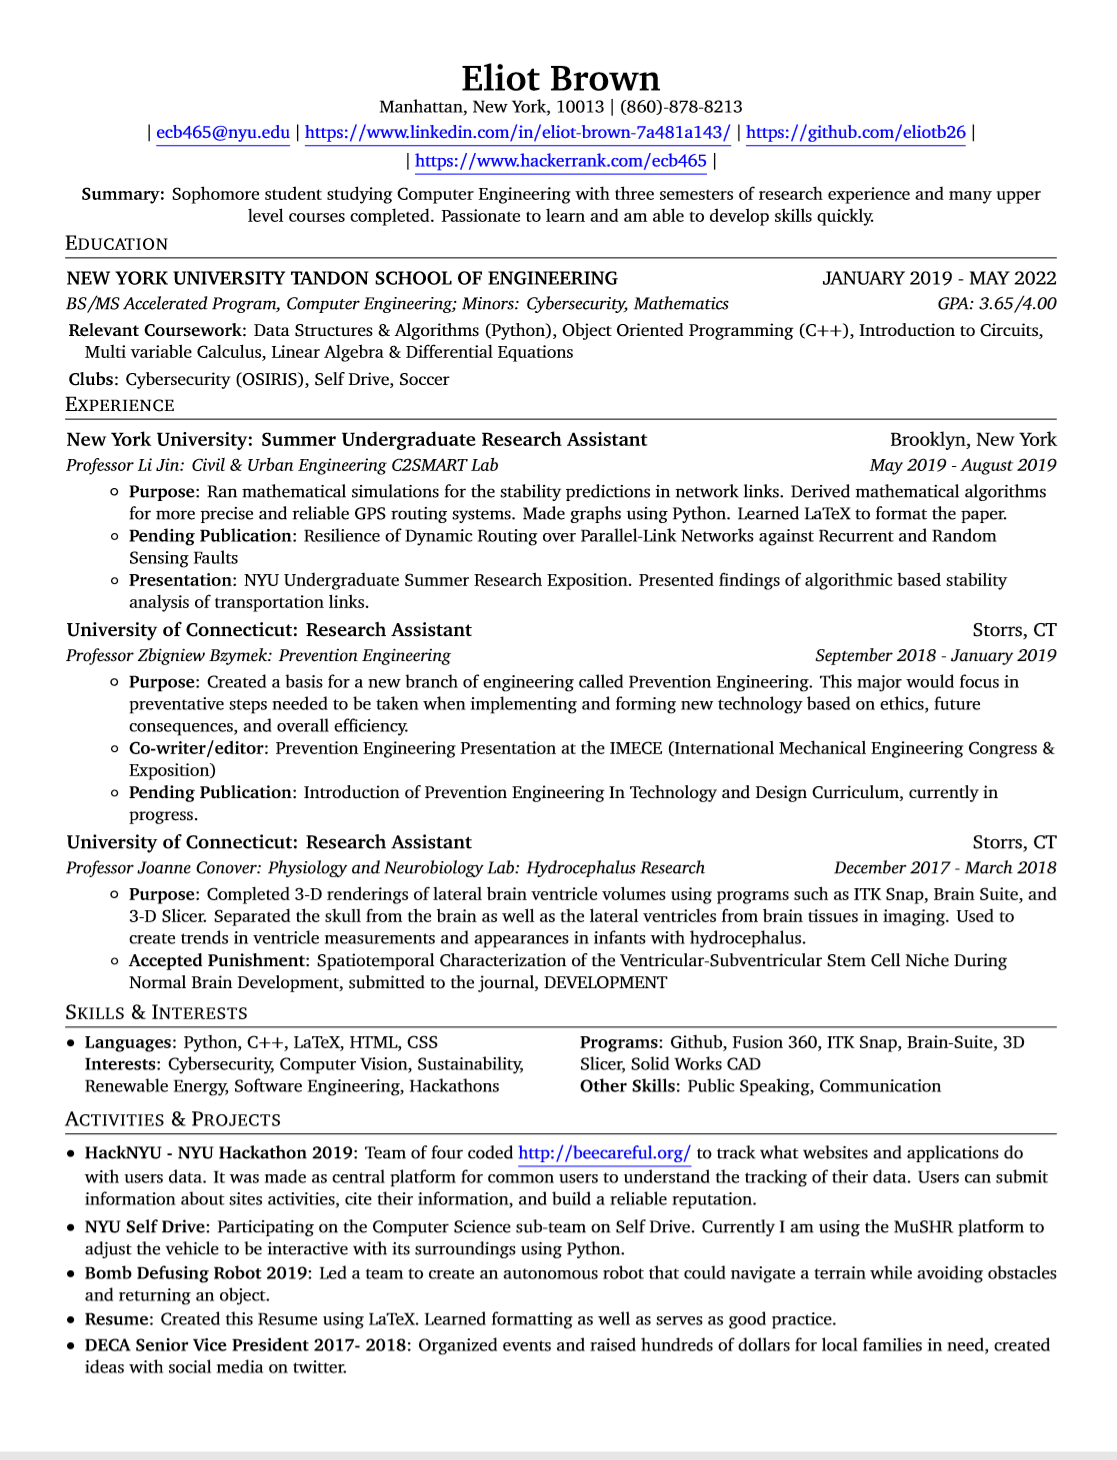 Eliot Brown
Manhattan, New York, 10013 | (860)-878-8213
| ecb465@nyu.edu | https://www.linkedin.com/in/eliot-brown-7a481a143/ | https://github.com/eliotb26 |
| https://www.hackerrank.com/ecb465 |
Summary: Sophomore student studying Computer Engineering with three semesters of research experience and many upper
level courses completed. Passionate to learn and am able to develop skills quickly.
EDUCATION
NEW YORK UNIVERSITY TANDON SCHOOL OF ENGINEERING JANUARY 2019 - MAY 2022
BS/MS Accelerated Program, Computer Engineering; Minors: Cybersecurity, Mathematics GPA: 3.65/4.00
Relevant Coursework: Data Structures & Algorithms (Python), Object Oriented Programming (C++), Introduction to Circuits,
Multi variable Calculus, Linear Algebra & Differential Equations
Clubs: Cybersecurity (OSIRIS), Self Drive, Soccer
EXPERIENCE
New York University: Summer Undergraduate Research Assistant Brooklyn, New York
Professor Li Jin: Civil & Urban Engineering C2SMART Lab May 2019 - August 2019
◦ Purpose: Ran mathematical simulations for the stability predictions in network links. Derived mathematical algorithms
for more precise and reliable GPS routing systems. Made graphs using Python. Learned LaTeX to format the paper.
◦ Pending Publication: Resilience of Dynamic Routing over Parallel-Link Networks against Recurrent and Random
Sensing Faults
◦ Presentation: NYU Undergraduate Summer Research Exposition. Presented findings of algorithmic based stability
analysis of transportation links.
University of Connecticut: Research Assistant Storrs, CT
Professor Zbigniew Bzymek: Prevention Engineering September 2018 - January 2019
◦ Purpose: Created a basis for a new branch of engineering called Prevention Engineering. This major would focus in
preventative steps needed to be taken when implementing and forming new technology based on ethics, future
consequences, and overall efficiency.
◦ Co-writer/editor: Prevention Engineering Presentation at the IMECE (International Mechanical Engineering Congress &
Exposition)
◦ Pending Publication: Introduction of Prevention Engineering In Technology and Design Curriculum, currently in
progress.
University of Connecticut: Research Assistant Storrs, CT
Professor Joanne Conover: Physiology and Neurobiology Lab: Hydrocephalus Research December 2017 - March 2018
◦ Purpose: Completed 3-D renderings of lateral brain ventricle volumes using programs such as ITK Snap, Brain Suite, and
3-D Slicer. Separated the skull from the brain as well as the lateral ventricles from brain tissues in imaging. Used to
create trends in ventricle measurements and appearances in infants with hydrocephalus.
◦ Accepted Punishment: Spatiotemporal Characterization of the Ventricular-Subventricular Stem Cell Niche During
Normal Brain Development, submitted to the journal, DEVELOPMENT
SKILLS & INTERESTS
• Languages: Python, C++, LaTeX, HTML, CSS
Interests: Cybersecurity, Computer Vision, Sustainability,
Renewable Energy, Software Engineering, Hackathons
Programs: Github, Fusion 360, ITK Snap, Brain-Suite, 3D
Slicer, Solid Works CAD
Other Skills: Public Speaking, Communication
ACTIVITIES & PROJECTS
• HackNYU - NYU Hackathon 2019: Team of four coded http://beecareful.org/ to track what websites and applications do
with users data. It was made as central platform for common users to understand the tracking of their data. Users can submit
information about sites activities, cite their information, and build a reliable reputation.
• NYU Self Drive: Participating on the Computer Science sub-team on Self Drive. Currently I am using the MuSHR platform to
adjust the vehicle to be interactive with its surroundings using Python.
• Bomb Defusing Robot 2019: Led a team to create an autonomous robot that could navigate a terrain while avoiding obstacles
and returning an object.
• Resume: Created this Resume using LaTeX. Learned formatting as well as serves as good practice.
• DECA Senior Vice President 2017- 2018: Organized events and raised hundreds of dollars for local families in need, created
ideas with social media on twitter.